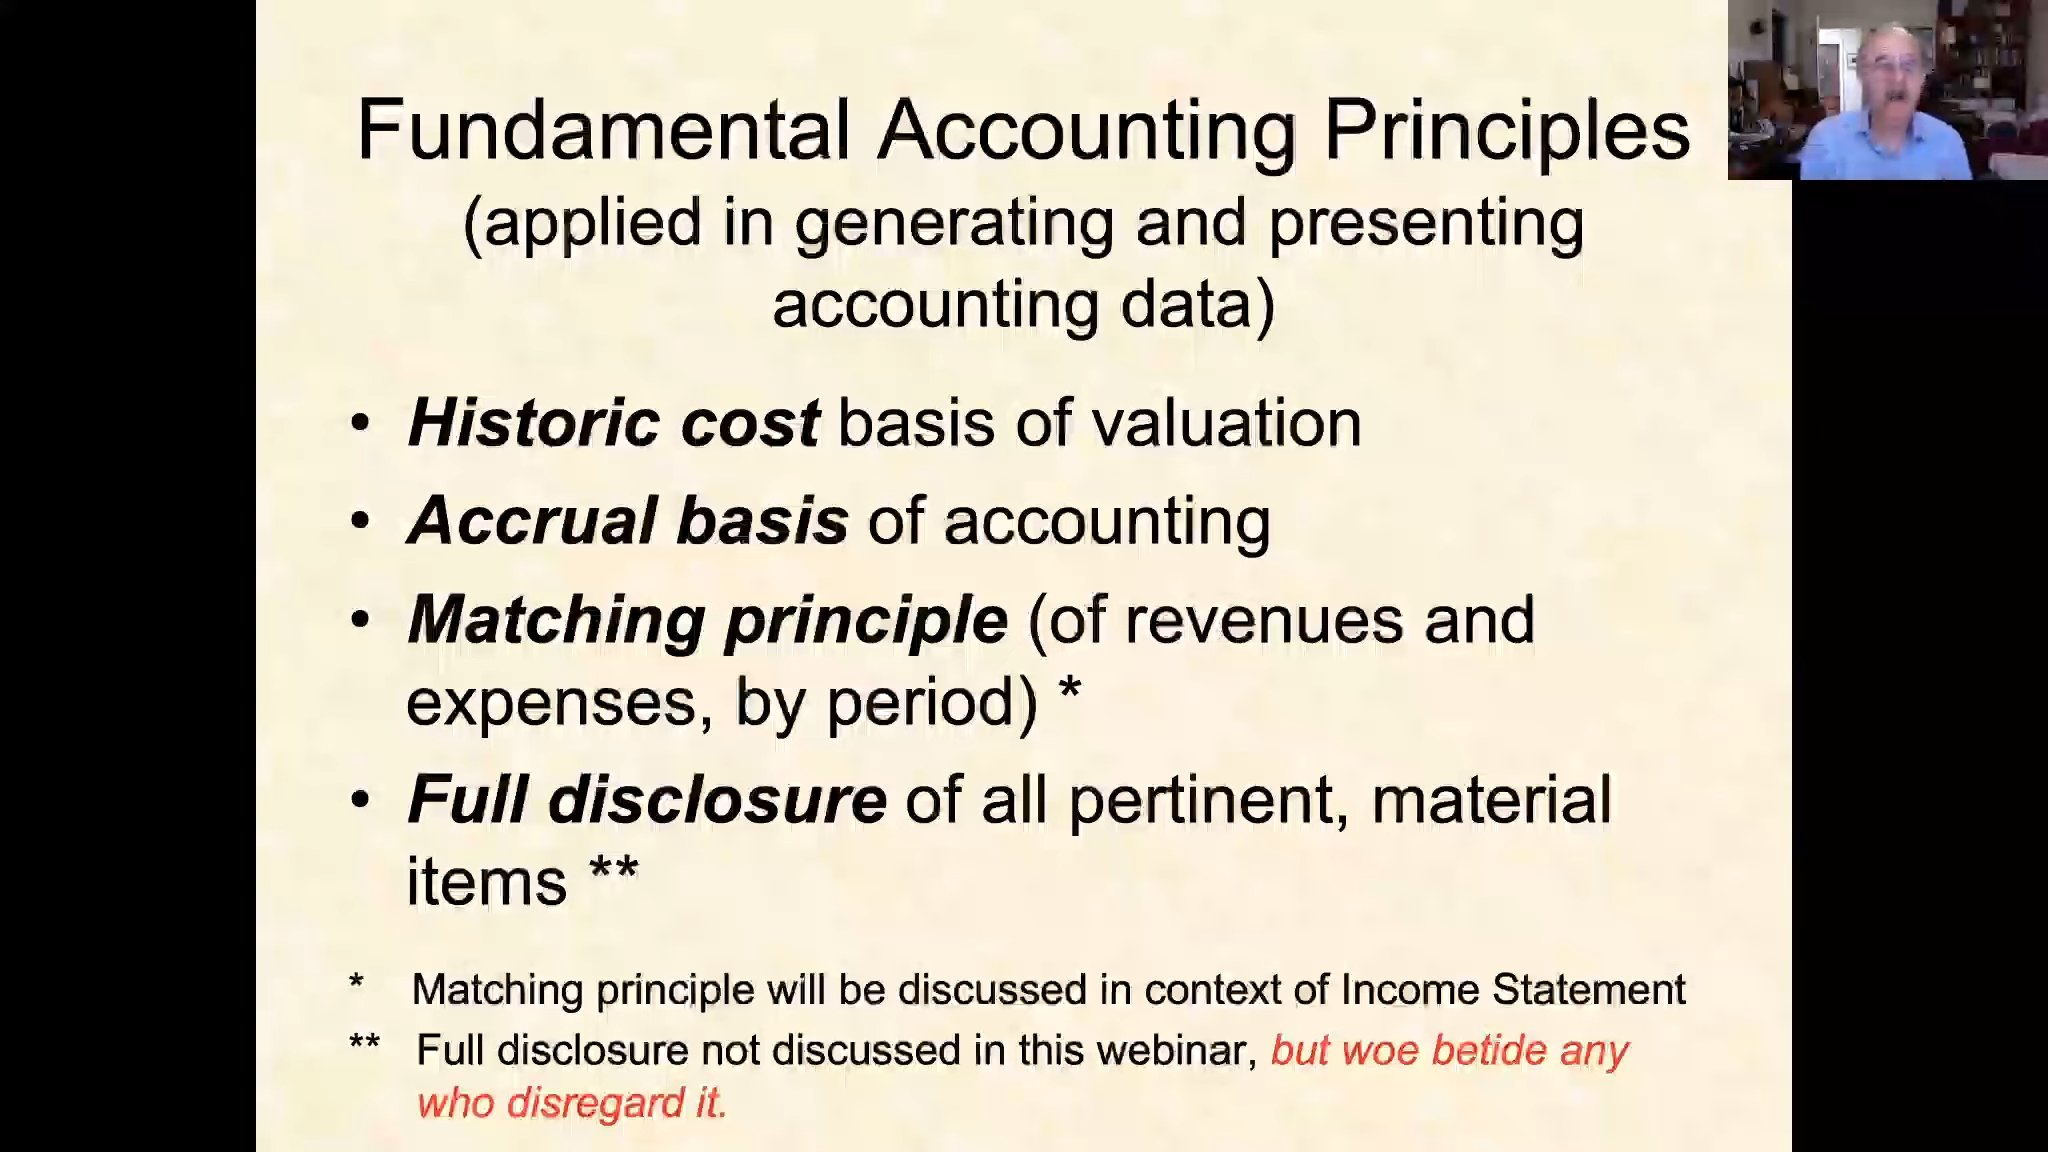 Fundamental Accounting Principles
(applied in generating and presenting
accounting data)
• Historic cost basis of valuation
• Accrual basis of accounting
• Matching principle (of revenues and
expenses, by period) *
• Full disclosure of all pertinent, material
items **
* Matching principle will be discussed in context of Income Statement
** Full disclosure not discussed in this webinar, but woe betide any
who disregard it.